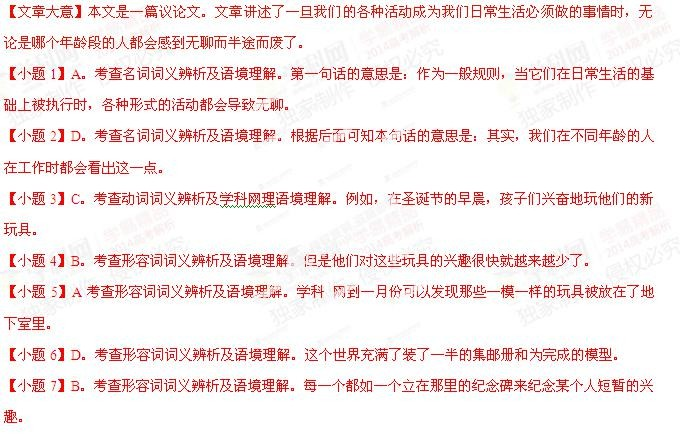 【文章大意】本文是一篇议论文。文章讲述了一旦我们的各种活动成为我们日常生活必须做的事情时，无
论是哪个年龄段的人都会感到无聊而半途而废了。
【小题 1】A。考查名词词义辨析及语境理解。第一句话的意思是：作为一般规则，当它们在日常生活的基
础上被执行时，各种形式的活动都会导致无聊。
【小题 2】D。考查名词词义辨析及语境理解。根据后面可知本句话的意思是：其实，我们在不同年龄的人
在工作时都会看出这一点。
【小题 3】C。考查动词词义辨析及学科网理语境理解。例如，在圣诞节的早晨，孩子们兴奋地玩他们的新
玩具。
【小题 4】B。考查形容词词义辨析及语境理解。但是他们对这些玩具的兴趣很快就越来越少了。
【小题 5】A 考查形容词词义辨析及语境理解。学科 网到一月份可以发现那些一模一样的玩具被放在了地
下室里。
【小题 6】D。考查形容词词义辨析及语境理解。这个世界充满了装了一半的集邮册和为完成的模型。
【小题 7】B。考查形容词词义辨析及语境理解。每一个都如一个立在那里的纪念碑来纪念某个人短暂的兴
趣。